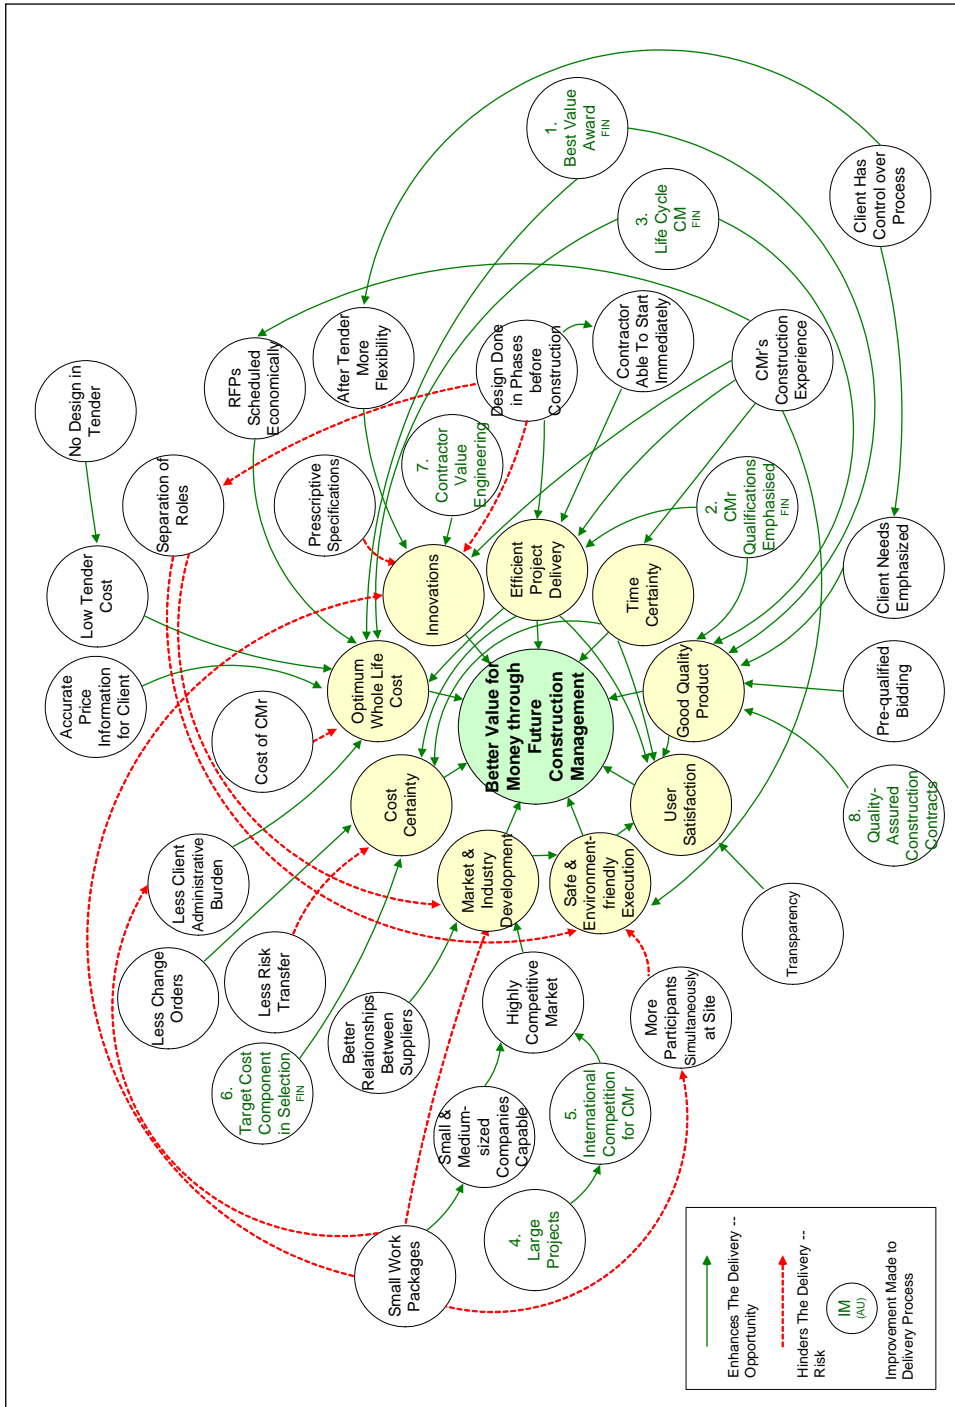 No Design in
Tender
Low Tender
Cost
Accurate
Price
Information
for Client
Separation of
Roles
RFPs
Scheduled
Economically
After Tender
More
Flexibility
1.
Best Value
Award
FIN
3.
Life Cycle
CM
FIN
Client Has
Control over
Process
Prescriptive
Specifications
7.
Contractor
Value
Engineering
Design Done
in Phases
before
Construction
Contractor
Able To Start
Immediately
CMr's
Construction
Experience
2.
CMr
Qualifications
Emphasised
FIN
Client Needs
Emphasized
Pre-qualified
Bidding
8.
Quality-
Assured
Construction
Contracts
Transparency
Cost of CMr
Optimum
Whole Life
Cost
Innovations
Efficient
Project
Delivery
Time
Certainty
Good Quality
Product
User
Satisfaction
Safe &
Environment-
friendly
Execution
Market &
Industry
Development
Cost
Certainty
Better Value for
Money through
Future
Construction
Management
Less Client
Administrative
Burden
Less Change
Orders
Less Risk
Transfer
6.
Target Cost
Component
in Selection
FIN
Better
Relationships
Between
Suppliers
Highly
Competitive
Market
More
Participants
Simultaneously
at Site
Small &
Medium-
sized
Companies
Capable
5.
International
Competition
for CMr
4.
Large
Projects
Small Work
Packages
Enhances The Delivery --
Opportunity
Hinders The Delivery --
Risk
IM
(AU)
Improvement Made to
Delivery Process